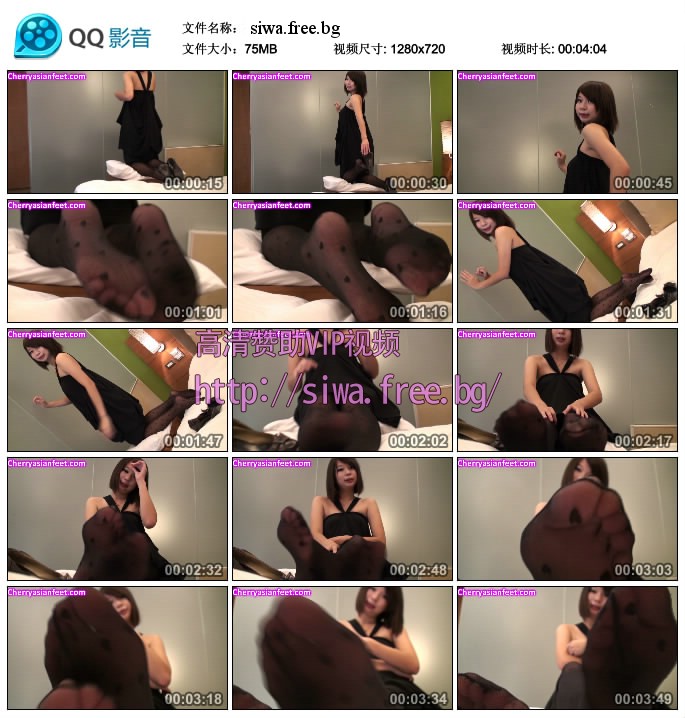 QQ影音
文件名称: siwa.free.bg
文件大小: 75MB 视频尺寸: 1280x720 视频时长: 00:04:04
Cherryasianfeet.com Cherryasianfeet.com Cherryasianfeet.com
00:00:15 00:00:30 00:00:45
Cherryasianfeet.com Cherryasianfeet.com Cherryasianfeet.com
00:01:01 00:01:16 00:01:31
Cherryasianfeet.com Cherryasianfeet.com Cherryasianfeet.com
高清赞助VIP视频
http://siwa.free.bg/
00:01:47 00:02:02 00:02:17
Cherryasianfeet.com Cherryasianfeet.com Cherryasianfeet.com
00:02:32 00:02:48 00:03:03
Cherryasianfeet.com Cherryasianfeet.com Cherryasianfeet.com
00:03:18 00:03:34 00:03:49